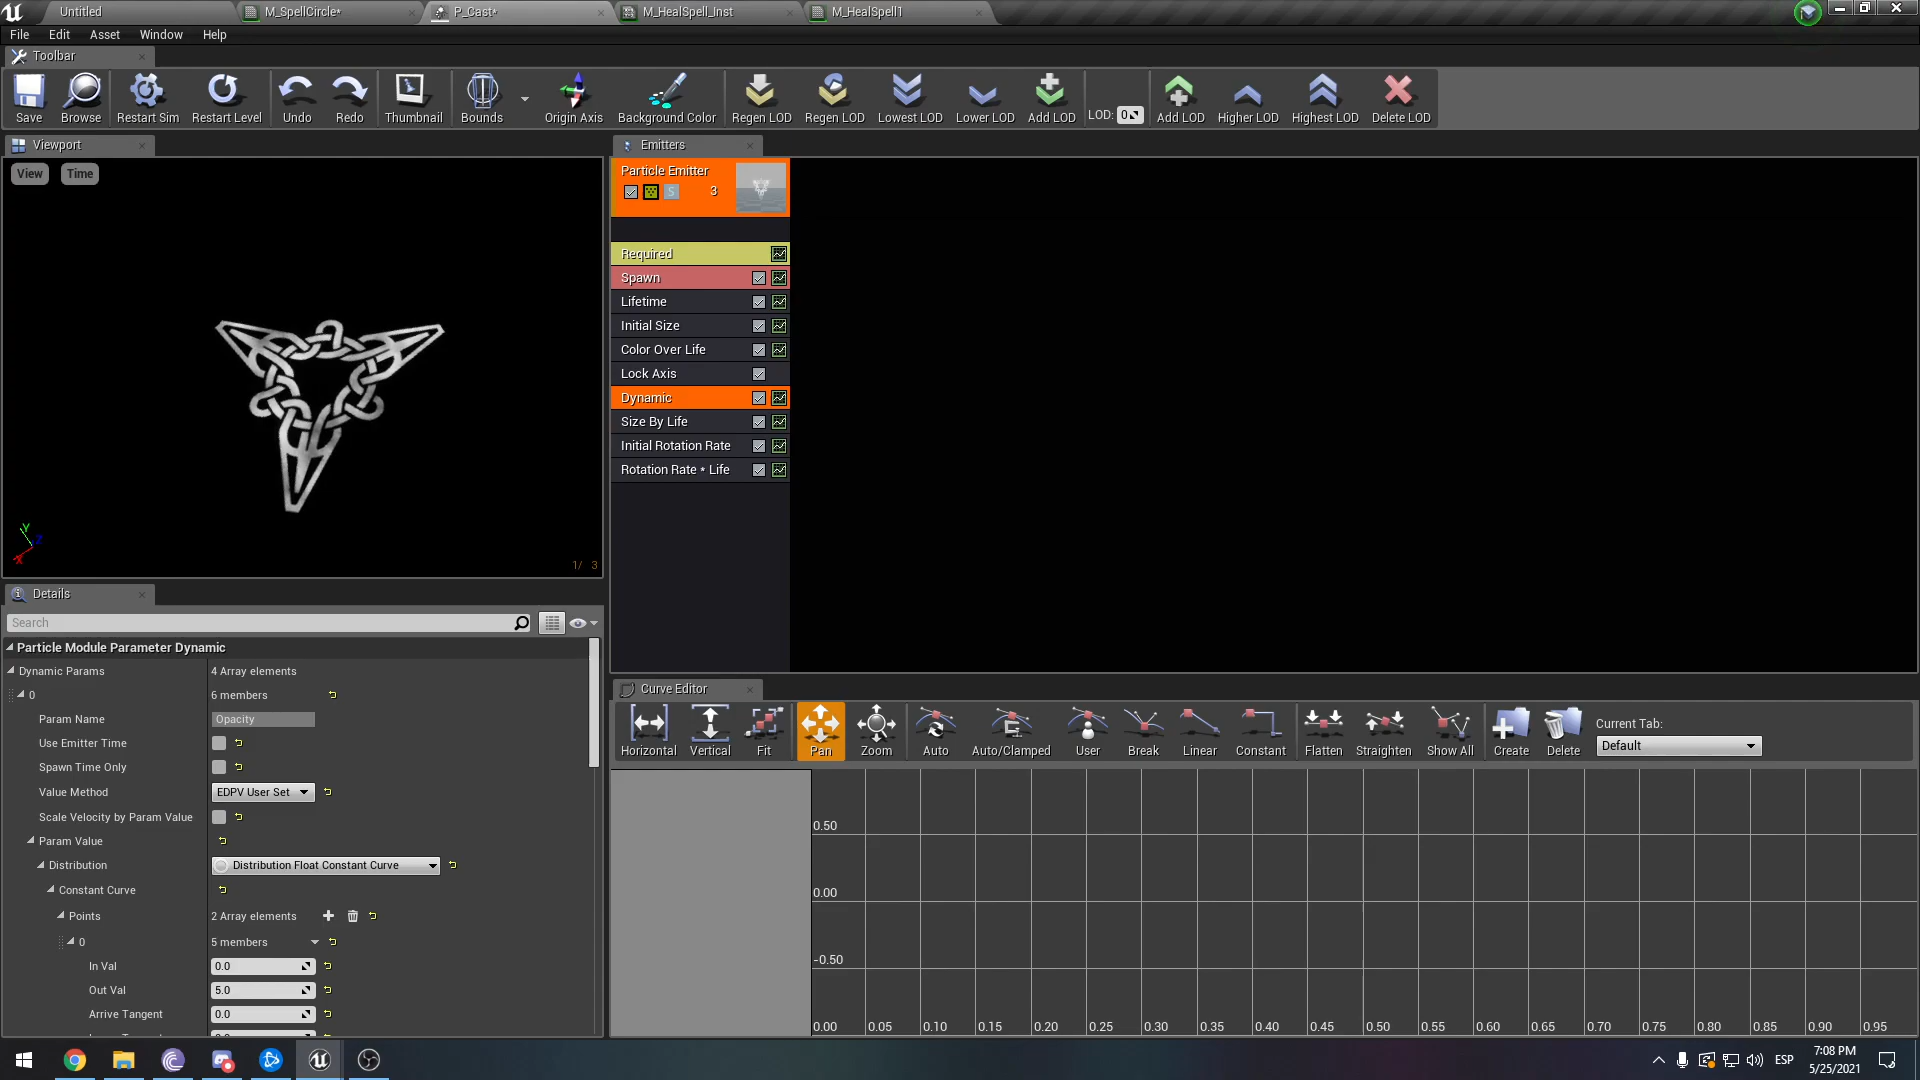 Untitled
M_SpellCircle*
P_Cast*
M_HealSpell_Inst
M_HealSpell1
File
Edit
Asset
Window
Help
Toolbar
Save
Browse
Restart Sim
Restart Level
Undo
Redo
Thumbnail
Bounds
Origin Axis
Background Color
Regen LOD
Regen LOD
Lowest LOD
Lower LOD
Add LOD
LOD: 0
Add LOD
Higher LOD
Highest LOD
Delete LOD
Viewport
View
Time
Y
Z
X
1/ 3
Emitters
Particle Emitter
S
3
Required
Spawn
Lifetime
Initial Size
Color Over Life
Lock Axis
Dynamic
Size By Life
Initial Rotation Rate
Rotation Rate * Life
Details
Search
Particle Module Parameter Dynamic
Dynamic Params
4 Array elements
0
6 members
Param Name
Opacity
Use Emitter Time
Spawn Time Only
Value Method
EDPV User Set
Scale Velocity by Param Value
Param Value
Distribution
Distribution Float Constant Curve
Constant Curve
Points
2 Array elements
0
5 members
In Val
0.0
Out Val
5.0
Arrive Tangent
0.0
Curve Editor
Horizontal
Vertical
Fit
Pan
Zoom
Auto
Auto/Clamped
User
Break
Linear
Constant
Flatten
Straighten
Show All
Create
Delete
Current Tab:
Default
0.50
0.00
-0.50
0.00
0.05
0.10
0.15
0.20
0.25
0.30
0.35
0.40
0.45
0.50
0.55
0.60
0.65
0.70
0.75
0.80
0.85
0.90
0.95
ESP
7:08 PM
5/25/2021